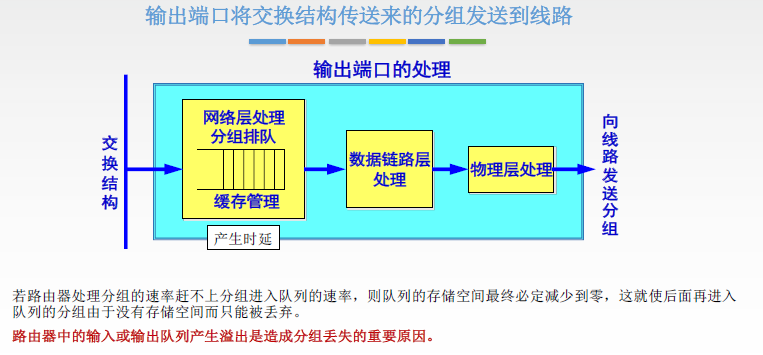 输出端口将交换结构传送来的分组发送到线路
输出端口的处理
交换结构
网络层处理
分组排队
缓存管理
产生时延
数据链路层
处理
物理层处理
向线路发送分组
若路由器处理分组的速率赶不上分组进入队列的速率，则队列的存储空间最终必定减少到零，这就使后面再进入
队列的分组由于没有存储空间而只能被丢弃。
路由器中的输入或输出队列产生溢出是造成分组丢失的重要原因。